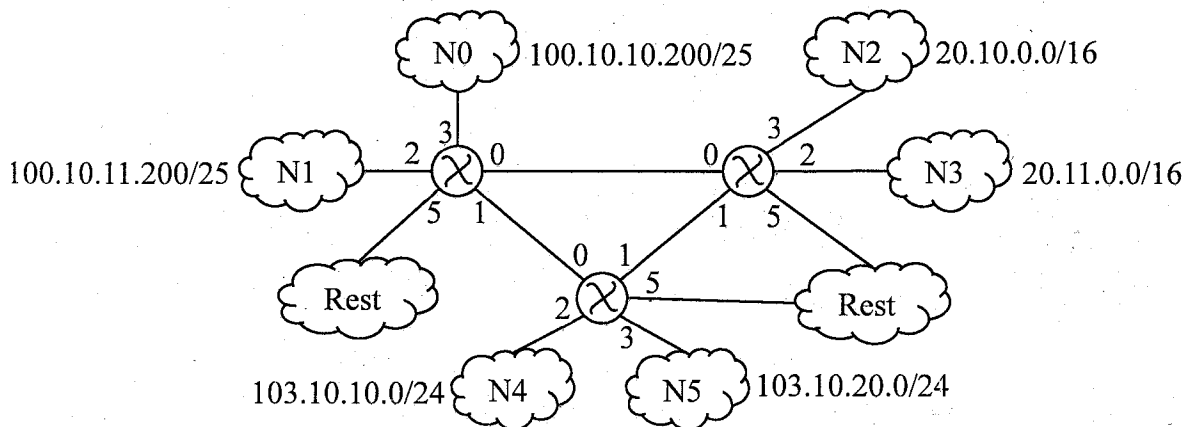 N0 100.10.10.200/25
N2 20.10.0.0/16
3
3
100.10.11.200/25 N1 2 0
0 2 N3 20.11.0.0/16
5 1
1 5
0 1
Rest
5 Rest
2 3
103.10.10.0/24 N4
N5 103.10.20.0/24